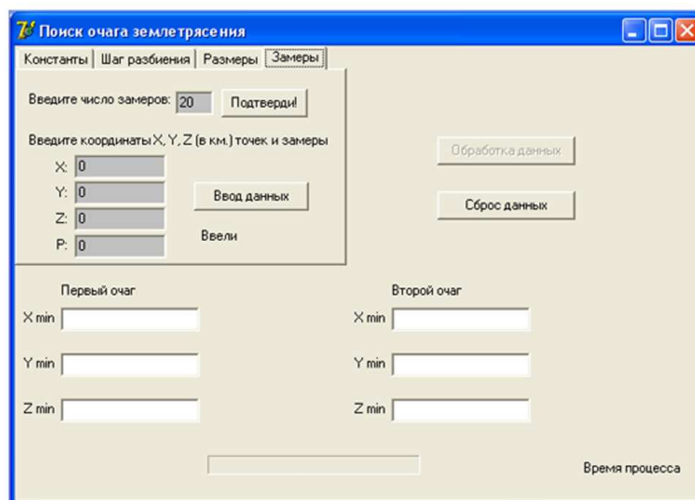 Поиск очага землетрясения
Константы Шаг разбиения Размеры Замеры
Введите число замеров: 20 Подтверди!
Введите координаты X, Y, Z (в км.) точек и замеры
X: 0
Y: 0
Z: 0
P: 0
Ввод данных
Ввели
Обработка данных
Сброс данных
Первый очаг Второй очаг
X min X min
Y min Y min
Z min Z min
Время процесса